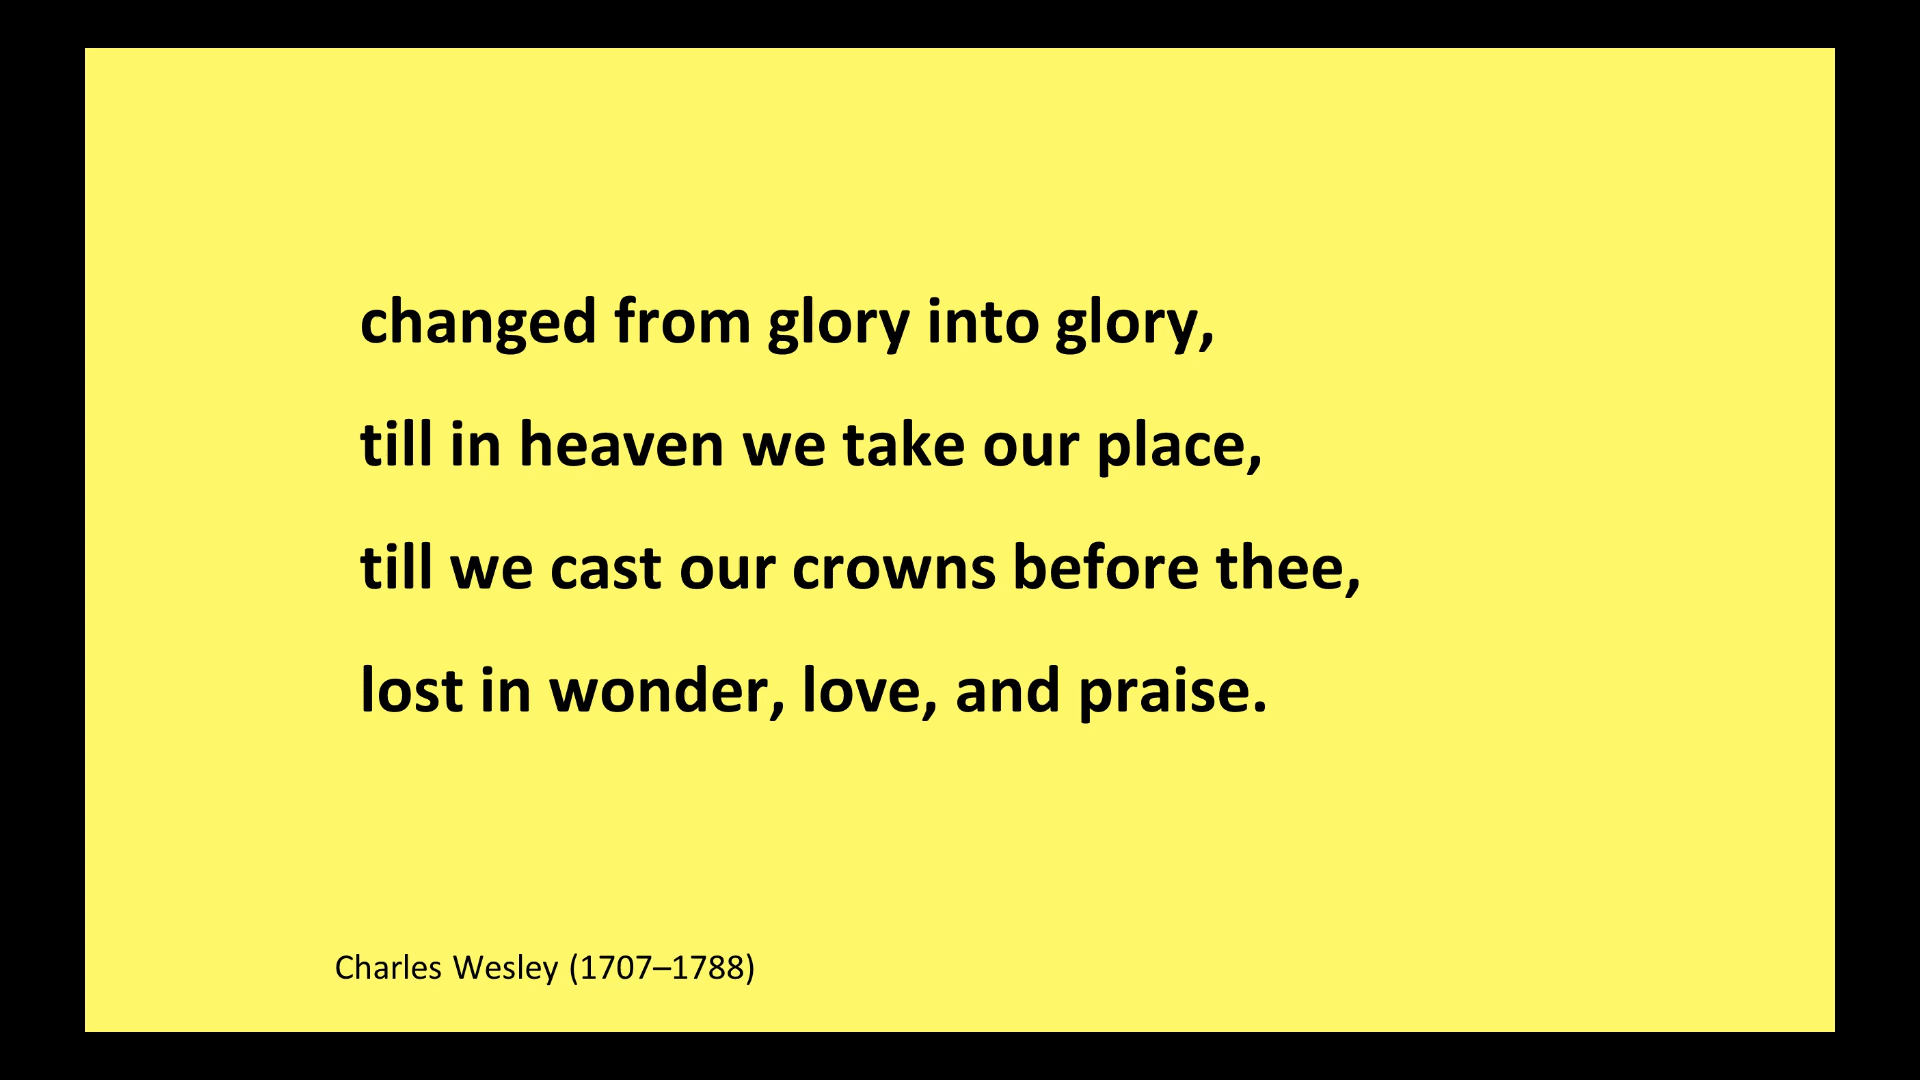 changed from glory into glory,
till in heaven we take our place,
till we cast our crowns before thee,
lost in wonder, love, and praise.
Charles Wesley (1707–1788)